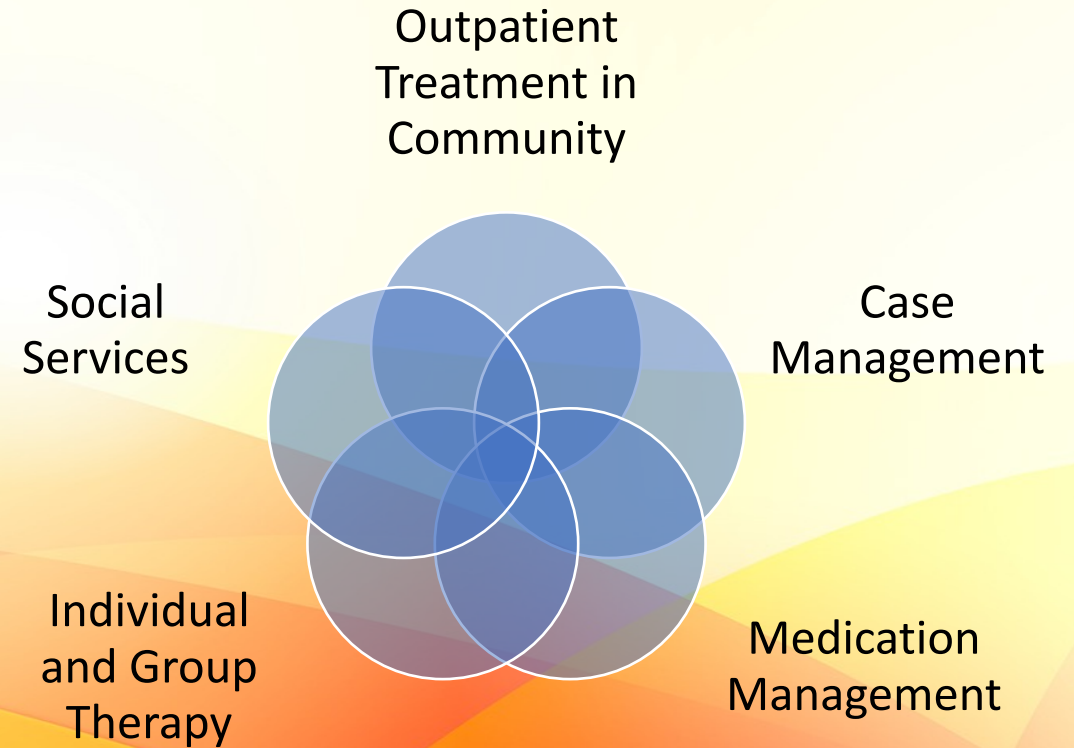 Outpatient
Treatment in
Community
Social
Services
Case
Management
Individual
and Group
Therapy
Medication
Management